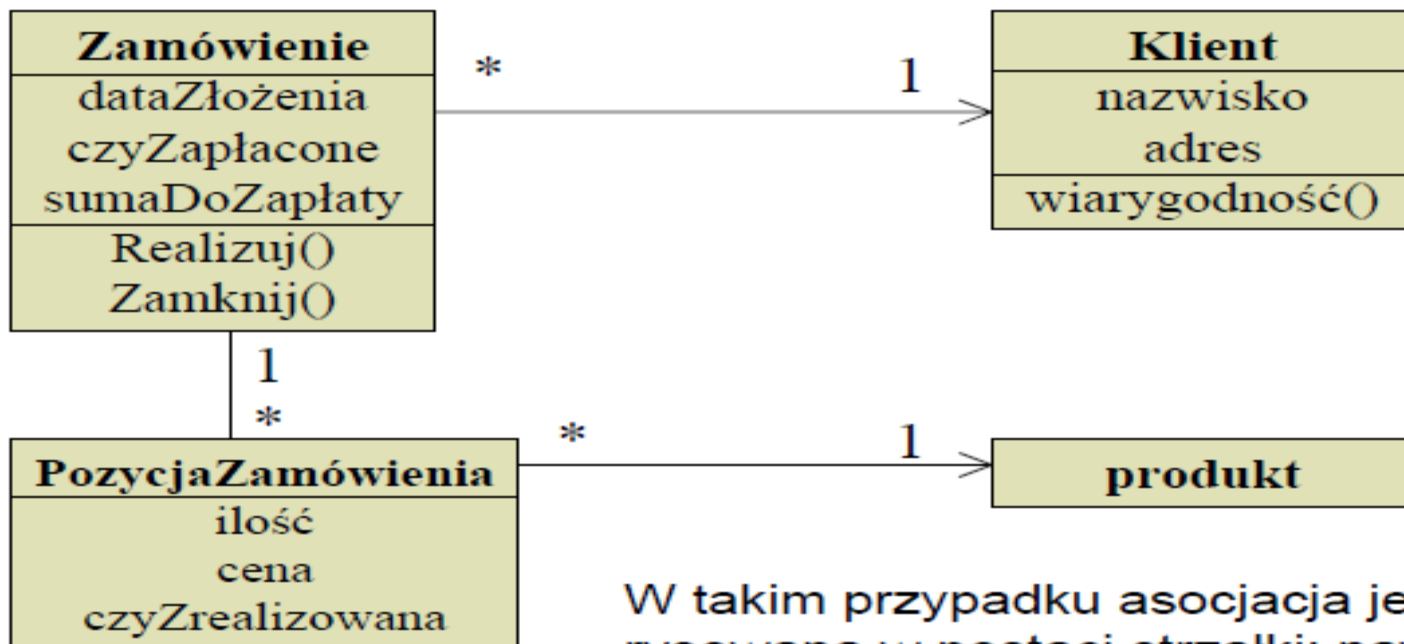 Zamówienie
dataZłożenia
czyZapłacone
sumaDoZapłaty
Realizuj()
Zamknij()
*
1
Klient
nazwisko
adres
wiarygodność()
1
*
PozycjaZamówienia
ilość
cena
czyZrealizowana
*
1
produkt
W takim przypadku asocjacja je